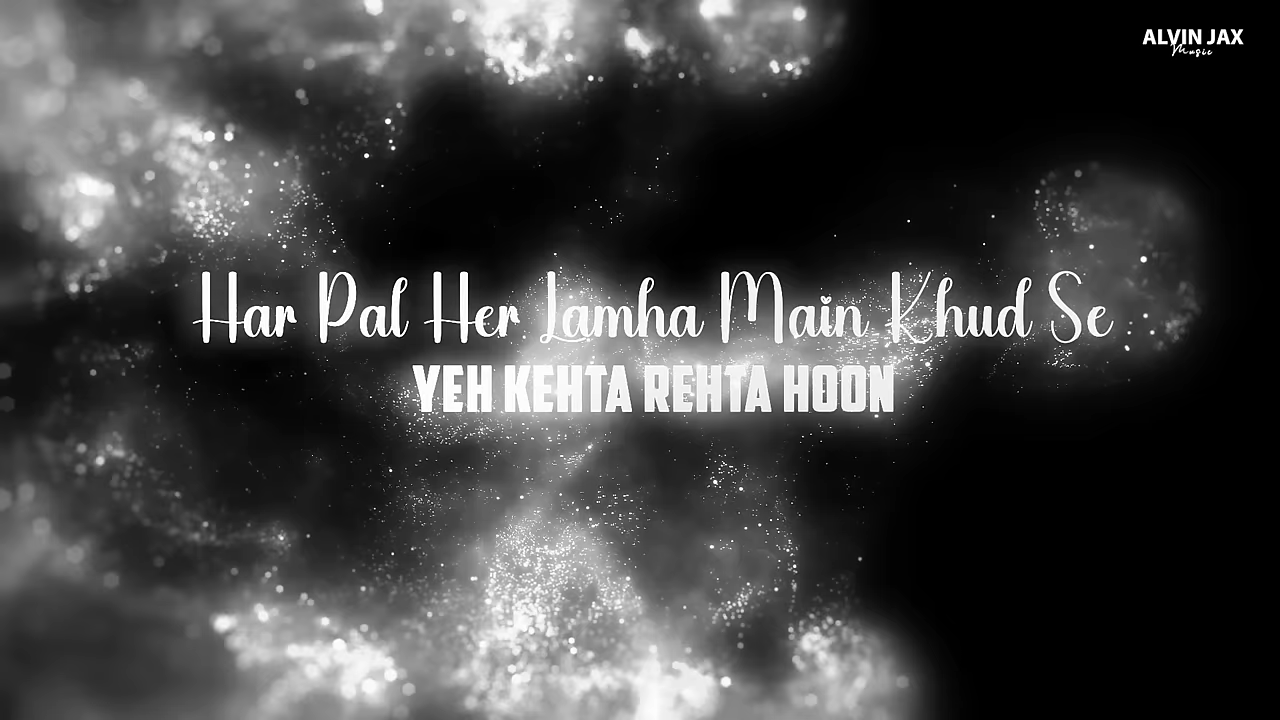 ALVIN JAX
Music
Har Pal Her Lamha Main Khud Se
YEH KEHTA REHTA HOON